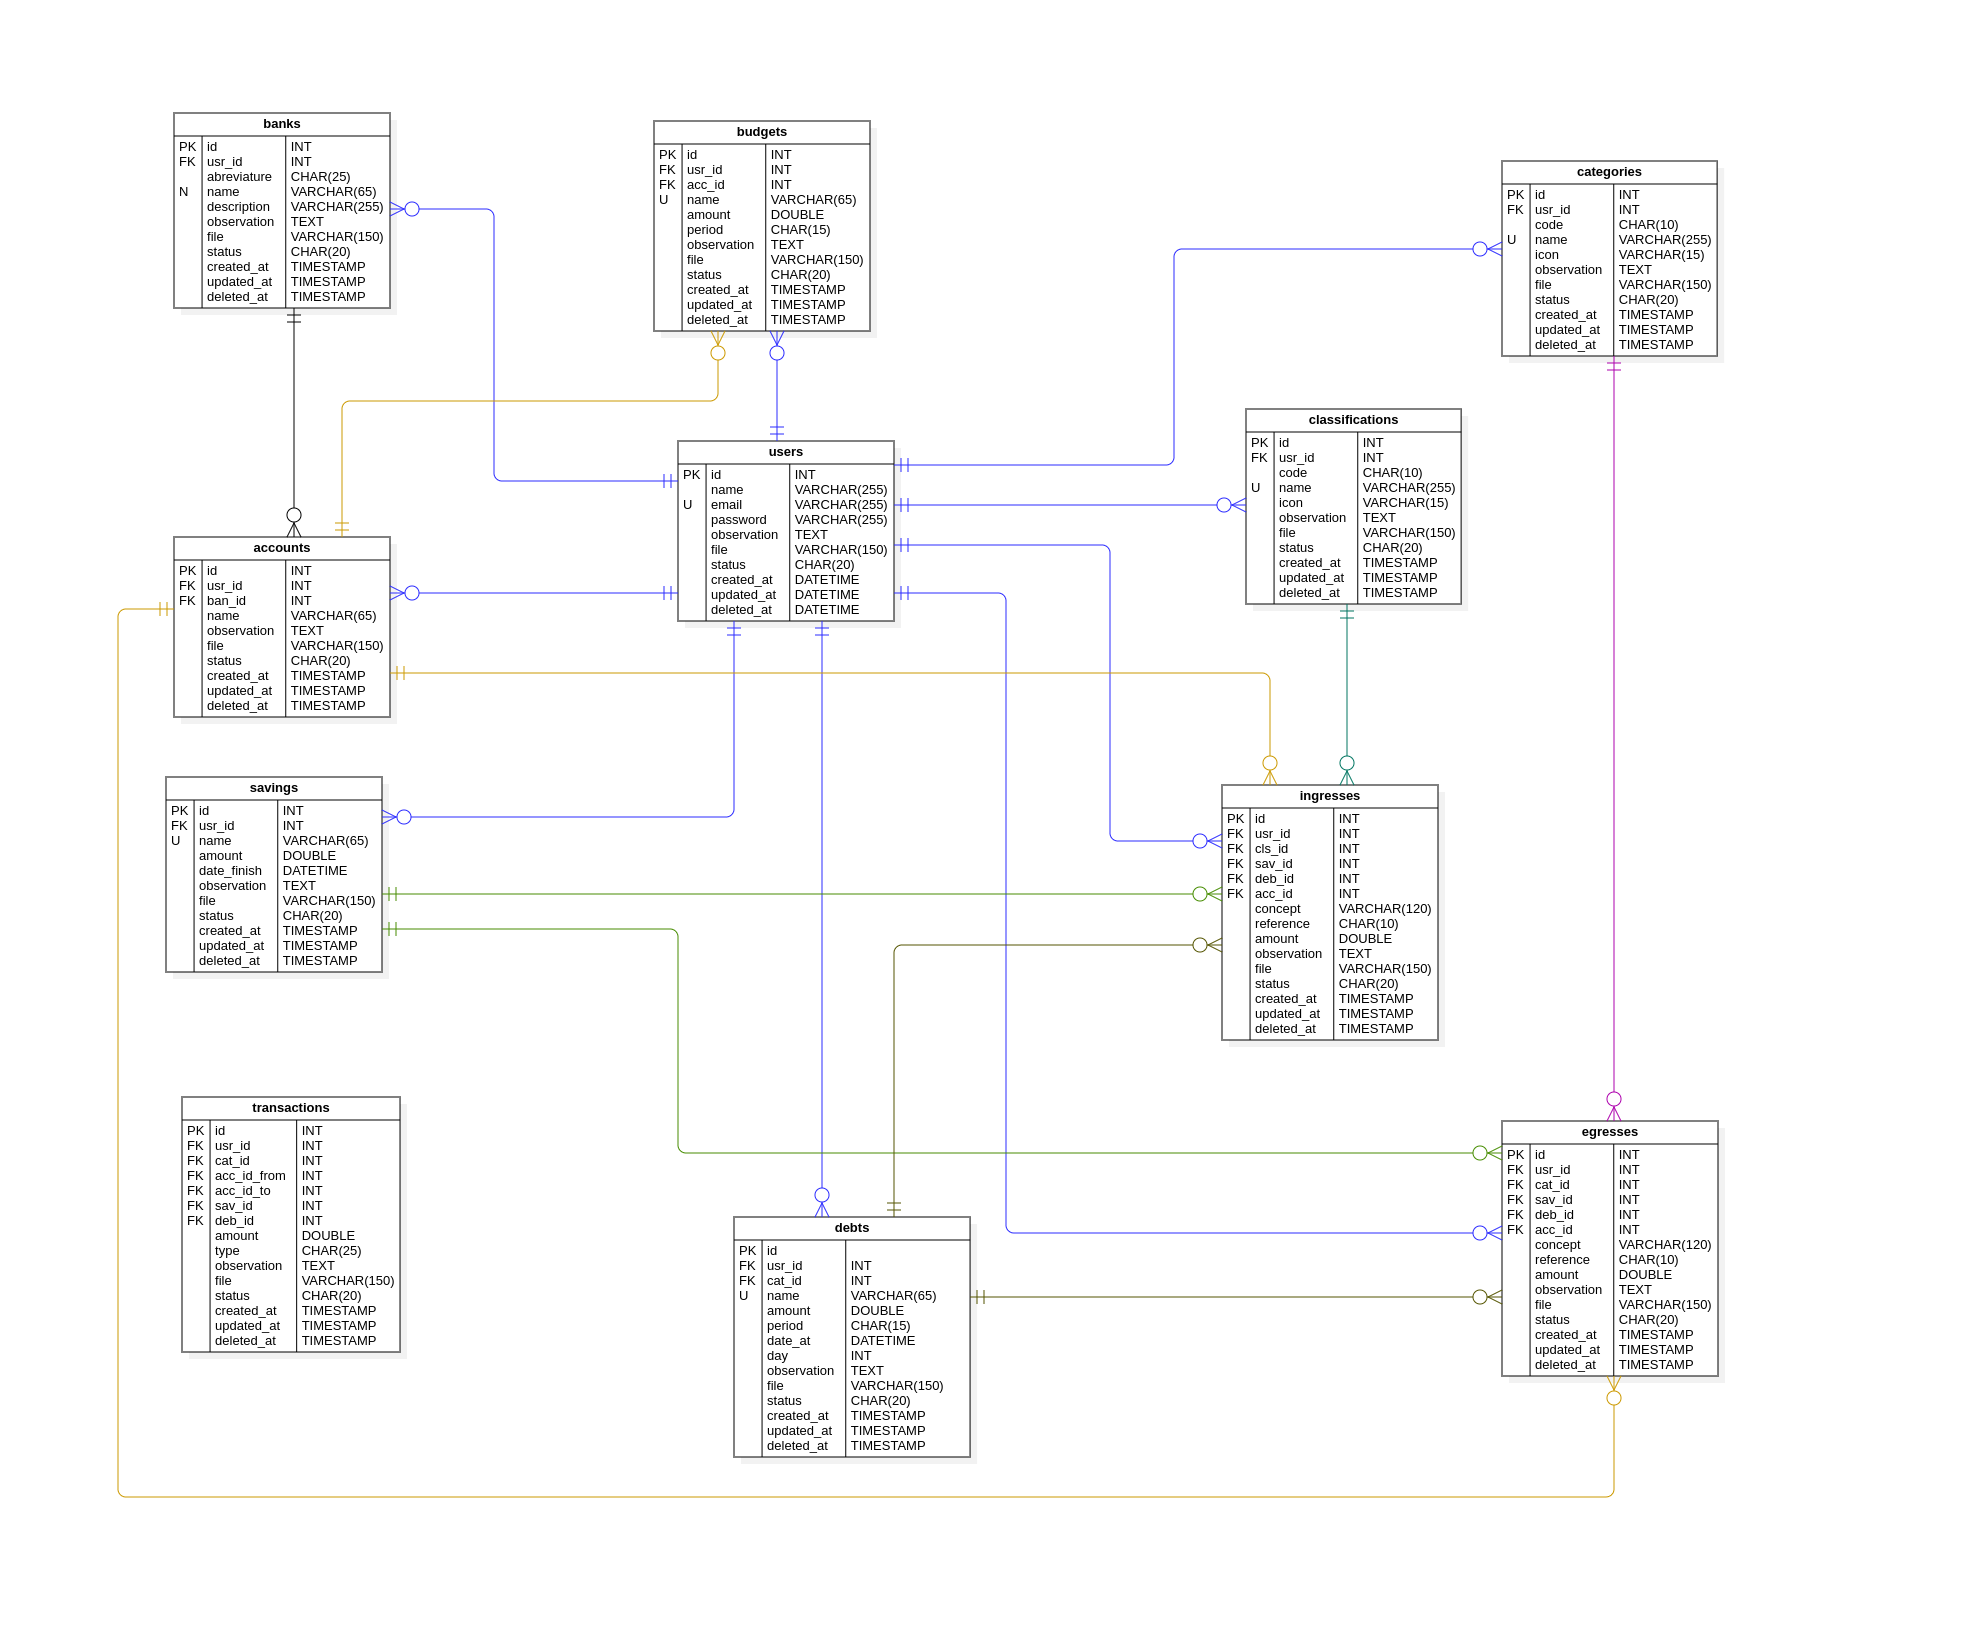 banks
PK id INT
FK usr_id INT
abreviature CHAR(25)
N name VARCHAR(65)
description VARCHAR(255)
observation TEXT
file VARCHAR(150)
status CHAR(20)
created_at TIMESTAMP
updated_at TIMESTAMP
deleted_at TIMESTAMP
budgets
PK id INT
FK usr_id INT
FK acc_id INT
U name VARCHAR(65)
amount DOUBLE
period CHAR(15)
observation TEXT
file VARCHAR(150)
status CHAR(20)
created_at TIMESTAMP
updated_at TIMESTAMP
deleted_at TIMESTAMP
categories
PK id INT
FK usr_id INT
code CHAR(10)
U name VARCHAR(255)
icon VARCHAR(15)
observation TEXT
file VARCHAR(150)
status CHAR(20)
created_at TIMESTAMP
updated_at TIMESTAMP
deleted_at TIMESTAMP
classifications
PK id INT
FK usr_id INT
code CHAR(10)
U name VARCHAR(255)
icon VARCHAR(15)
observation TEXT
file VARCHAR(150)
status CHAR(20)
created_at TIMESTAMP
updated_at TIMESTAMP
deleted_at TIMESTAMP
users
PK id INT
name VARCHAR(255)
U email VARCHAR(255)
password VARCHAR(255)
observation TEXT
file VARCHAR(150)
status CHAR(20)
created_at DATETIME
updated_at DATETIME
deleted_at DATETIME
accounts
PK id INT
FK usr_id INT
FK ban_id INT
name VARCHAR(65)
observation TEXT
file VARCHAR(150)
status CHAR(20)
created_at TIMESTAMP
updated_at TIMESTAMP
deleted_at TIMESTAMP
savings
PK id INT
FK usr_id INT
U name VARCHAR(65)
amount DOUBLE
date_finish DATETIME
observation TEXT
file VARCHAR(150)
status CHAR(20)
created_at TIMESTAMP
updated_at TIMESTAMP
deleted_at TIMESTAMP
ingresses
PK id INT
FK usr_id INT
FK cls_id INT
FK sav_id INT
FK deb_id INT
FK acc_id INT
concept VARCHAR(120)
reference CHAR(10)
amount DOUBLE
observation TEXT
file VARCHAR(150)
status CHAR(20)
created_at TIMESTAMP
updated_at TIMESTAMP
deleted_at TIMESTAMP
transactions
PK id INT
FK usr_id INT
FK cat_id INT
FK acc_id_from INT
FK acc_id_to INT
FK sav_id INT
FK deb_id INT
amount DOUBLE
type CHAR(25)
observation TEXT
file VARCHAR(150)
status CHAR(20)
created_at TIMESTAMP
updated_at TIMESTAMP
deleted_at TIMESTAMP
debts
PK id
FK usr_id INT
FK cat_id INT
U name VARCHAR(65)
amount DOUBLE
period CHAR(15)
date_at DATETIME
day INT
observation TEXT
file VARCHAR(150)
status CHAR(20)
created_at TIMESTAMP
updated_at TIMESTAMP
deleted_at TIMESTAMP
egresses
PK id INT
FK usr_id INT
FK cat_id INT
FK sav_id INT
FK deb_id INT
FK acc_id INT
concept VARCHAR(120)
reference CHAR(10)
amount DOUBLE
observation TEXT
file VARCHAR(150)
status CHAR(20)
created_at TIMESTAMP
updated_at TIMESTAMP
deleted_at TIMESTAMP